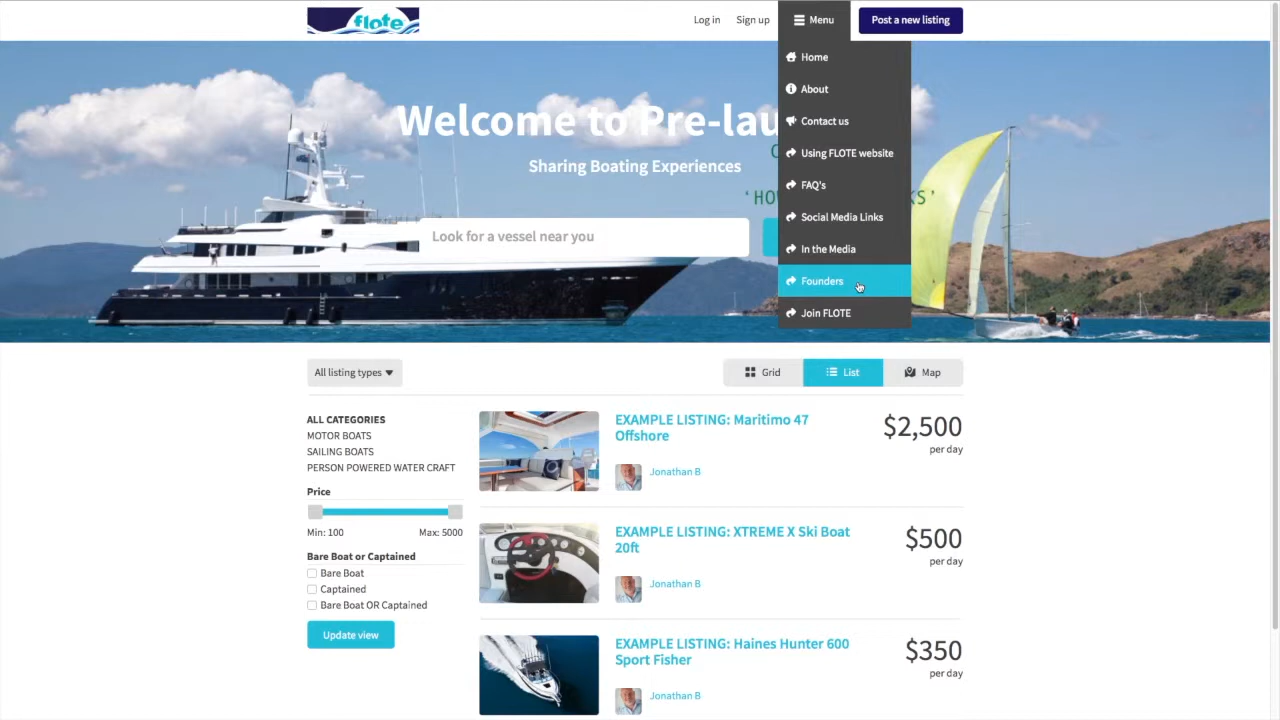 flote
Log in
Sign up
Menu
Post a new listing
Home
About
Contact us
Using FLOTE website
FAQ's
Social Media Links
In the Media
Founders
Join FLOTE
Welcome to Pre-lau
Sharing Boating Experiences
Look for a vessel near you
All listing types
Grid
List
Map
ALL CATEGORIES
MOTOR BOATS
SAILING BOATS
PERSON POWERED WATER CRAFT
Price
Min: 100
Max: 5000
Bare Boat or Captained
Bare Boat
Captained
Bare Boat OR Captained
Update view
EXAMPLE LISTING: Maritimo 47
Offshore
Jonathan B
$2,500
per day
EXAMPLE LISTING: XTREME X Ski Boat
20ft
Jonathan B
$500
per day
EXAMPLE LISTING: Haines Hunter 600
Sport Fisher
Jonathan B
$350
per day